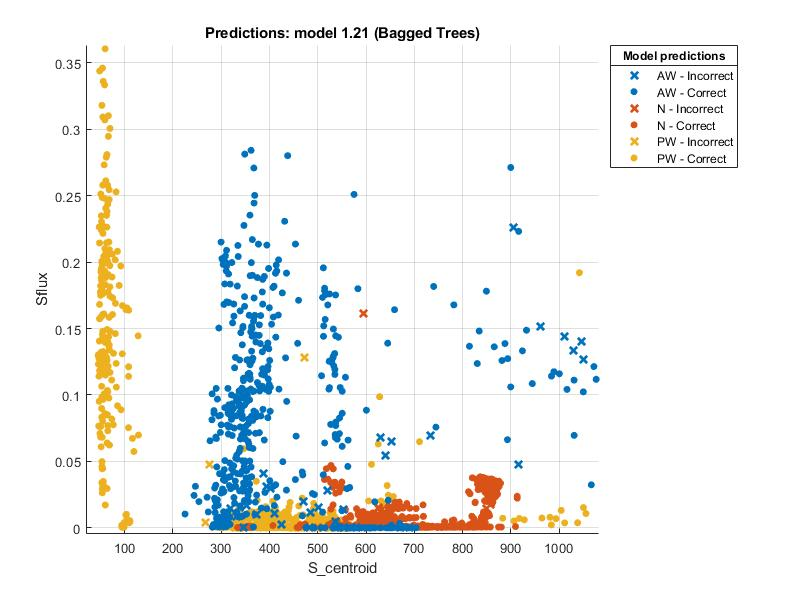 Predictions: model 1.21 (Bagged Trees)
Model predictions
AW - Incorrect
AW - Correct
N - Incorrect
N - Correct
PW - Incorrect
PW - Correct
Sflux
0.35
0.3
0.25
0.2
0.15
0.1
0.05
0
100 200 300 400 500 600 700 800 900 1000
S_centroid